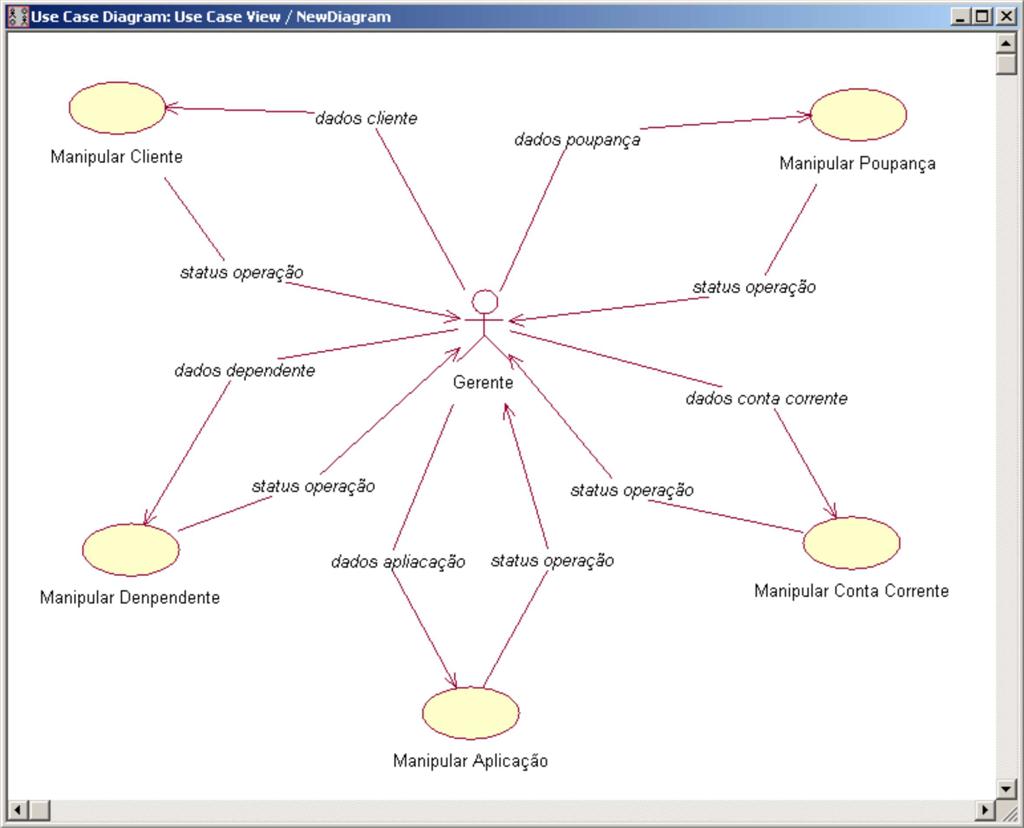 Use Case Diagram: Use Case View / NewDiagram
dados cliente
dados poupança
Manipular Cliente
Manipular Poupança
status operação
status operação
dados dependente
Gerente
dados conta corrente
status operação
status operação
dados apliacação
status operação
Manipular Denpendente
Manipular Conta Corrente
Manipular Aplicação